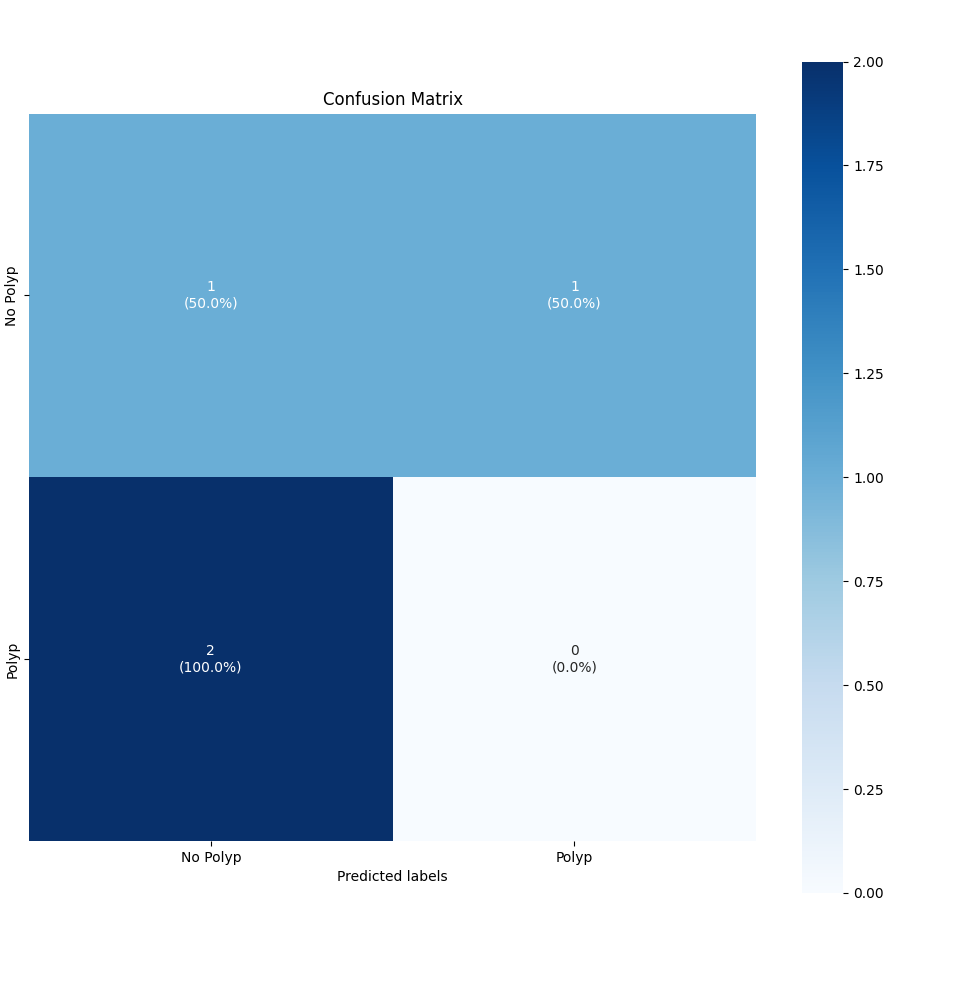 Confusion Matrix
No Polyp
1
(50.0%)
1
(50.0%)
Polyp
2
(100.0%)
0
(0.0%)
No Polyp
Polyp
Predicted labels
2.00
1.75
1.50
1.25
1.00
0.75
0.50
0.25
0.00